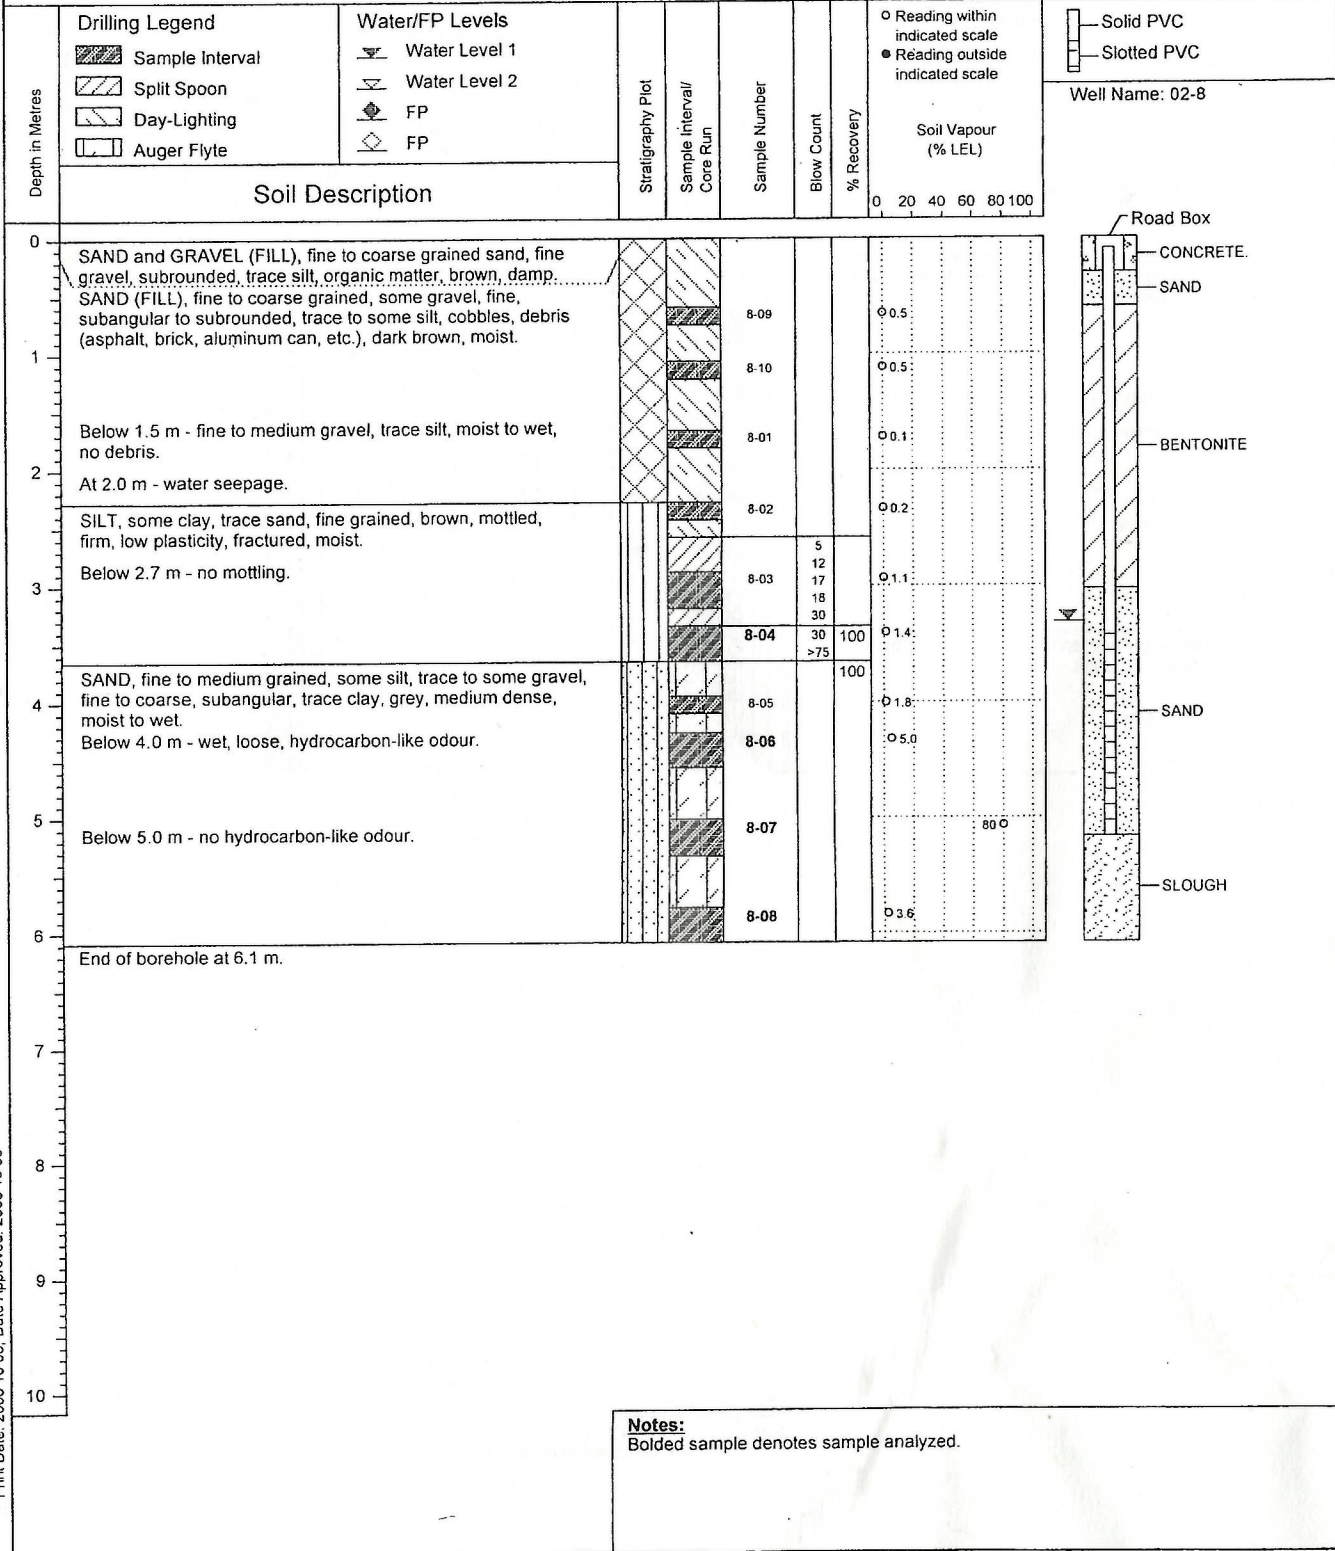 Drilling Legend
Sample Interval
Split Spoon
Day-Lighting
Auger Flyte
Water/FP Levels
Water Level 1
Water Level 2
FP
FP
Depth in Metres
Soil Description
Stratigraphy Plot
Sample Interval/
Core Run
Sample Number
Blow Count
% Recovery
Reading within
indicated scale
Reading outside
indicated scale
Soil Vapour
(% LEL)
0 20 40 60 80 100
Solid PVC
Slotted PVC
Well Name: 02-8
Road Box
CONCRETE.
SAND
BENTONITE
SAND
SLOUGH
0
1
2
3
4
5
6
7
8
9
10
SAND and GRAVEL (FILL), fine to coarse grained sand, fine
gravel, subrounded, trace silt, organic matter, brown, damp.
SAND (FILL), fine to coarse grained, some gravel, fine,
subangular to subrounded, trace to some silt, cobbles, debris
(asphalt, brick, aluminum can, etc.), dark brown, moist.
Below 1.5 m - fine to medium gravel, trace silt, moist to wet,
no debris.
At 2.0 m - water seepage.
SILT, some clay, trace sand, fine grained, brown, mottled,
firm, low plasticity, fractured, moist.
Below 2.7 m - no mottling.
SAND, fine to medium grained, some silt, trace to some gravel,
fine to coarse, subangular, trace clay, grey, medium dense,
moist to wet.
Below 4.0 m - wet, loose, hydrocarbon-like odour.
Below 5.0 m - no hydrocarbon-like odour.
End of borehole at 6.1 m.
8-09
8-10
8-01
8-02
8-03
8-04
8-05
8-06
8-07
8-08
5
12
17
18
30
30
>75
100
100
0.5
0.5
0.1
0.2
1.1
1.4
1.8
5.0
80
3.6
Notes:
Bolded sample denotes sample analyzed.